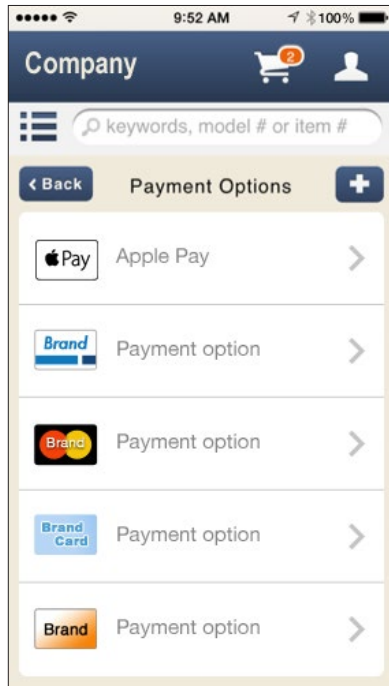 9:52 AM 100%
Company 2
keywords, model # or item #
Back Payment Options
Pay Apple Pay
Brand Payment option
Brand Payment option
Brand
Card Payment option
Brand Payment option